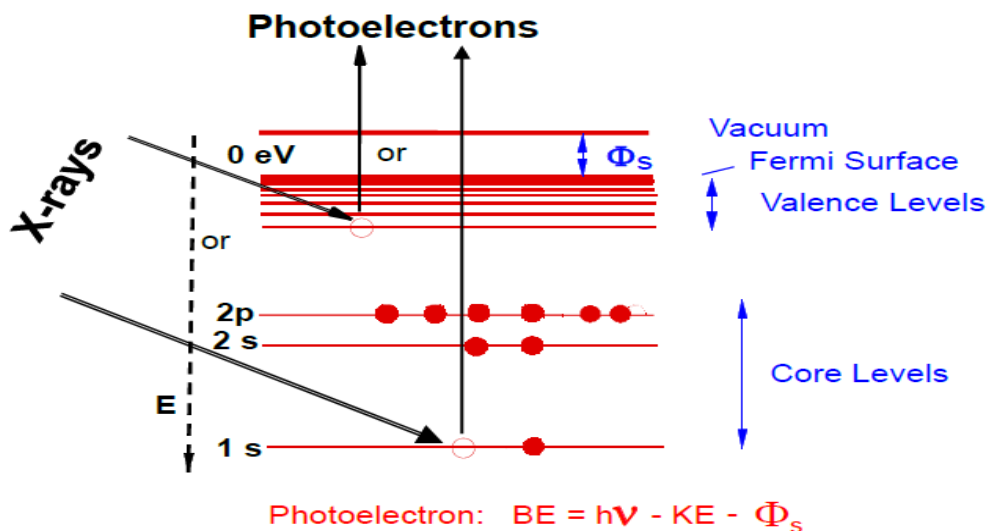 Photoelectrons
X-rays
0 eV
or
Φs
Vacuum
Fermi Surface
Valence Levels
or
2p
2 s
Core Levels
E
1 s
Photoelectron: BE = hν - KE - Φs